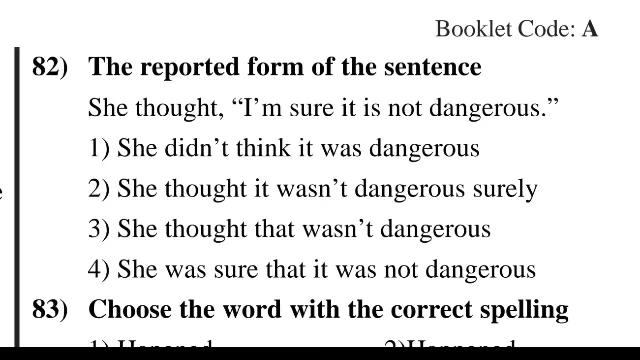 Booklet Code: A
82) The reported form of the sentence
She thought, “I’m sure it is not dangerous.”
1) She didn’t think it was dangerous
2) She thought it wasn’t dangerous surely
3) She thought that wasn’t dangerous
4) She was sure that it was not dangerous
83) Choose the word with the correct spelling